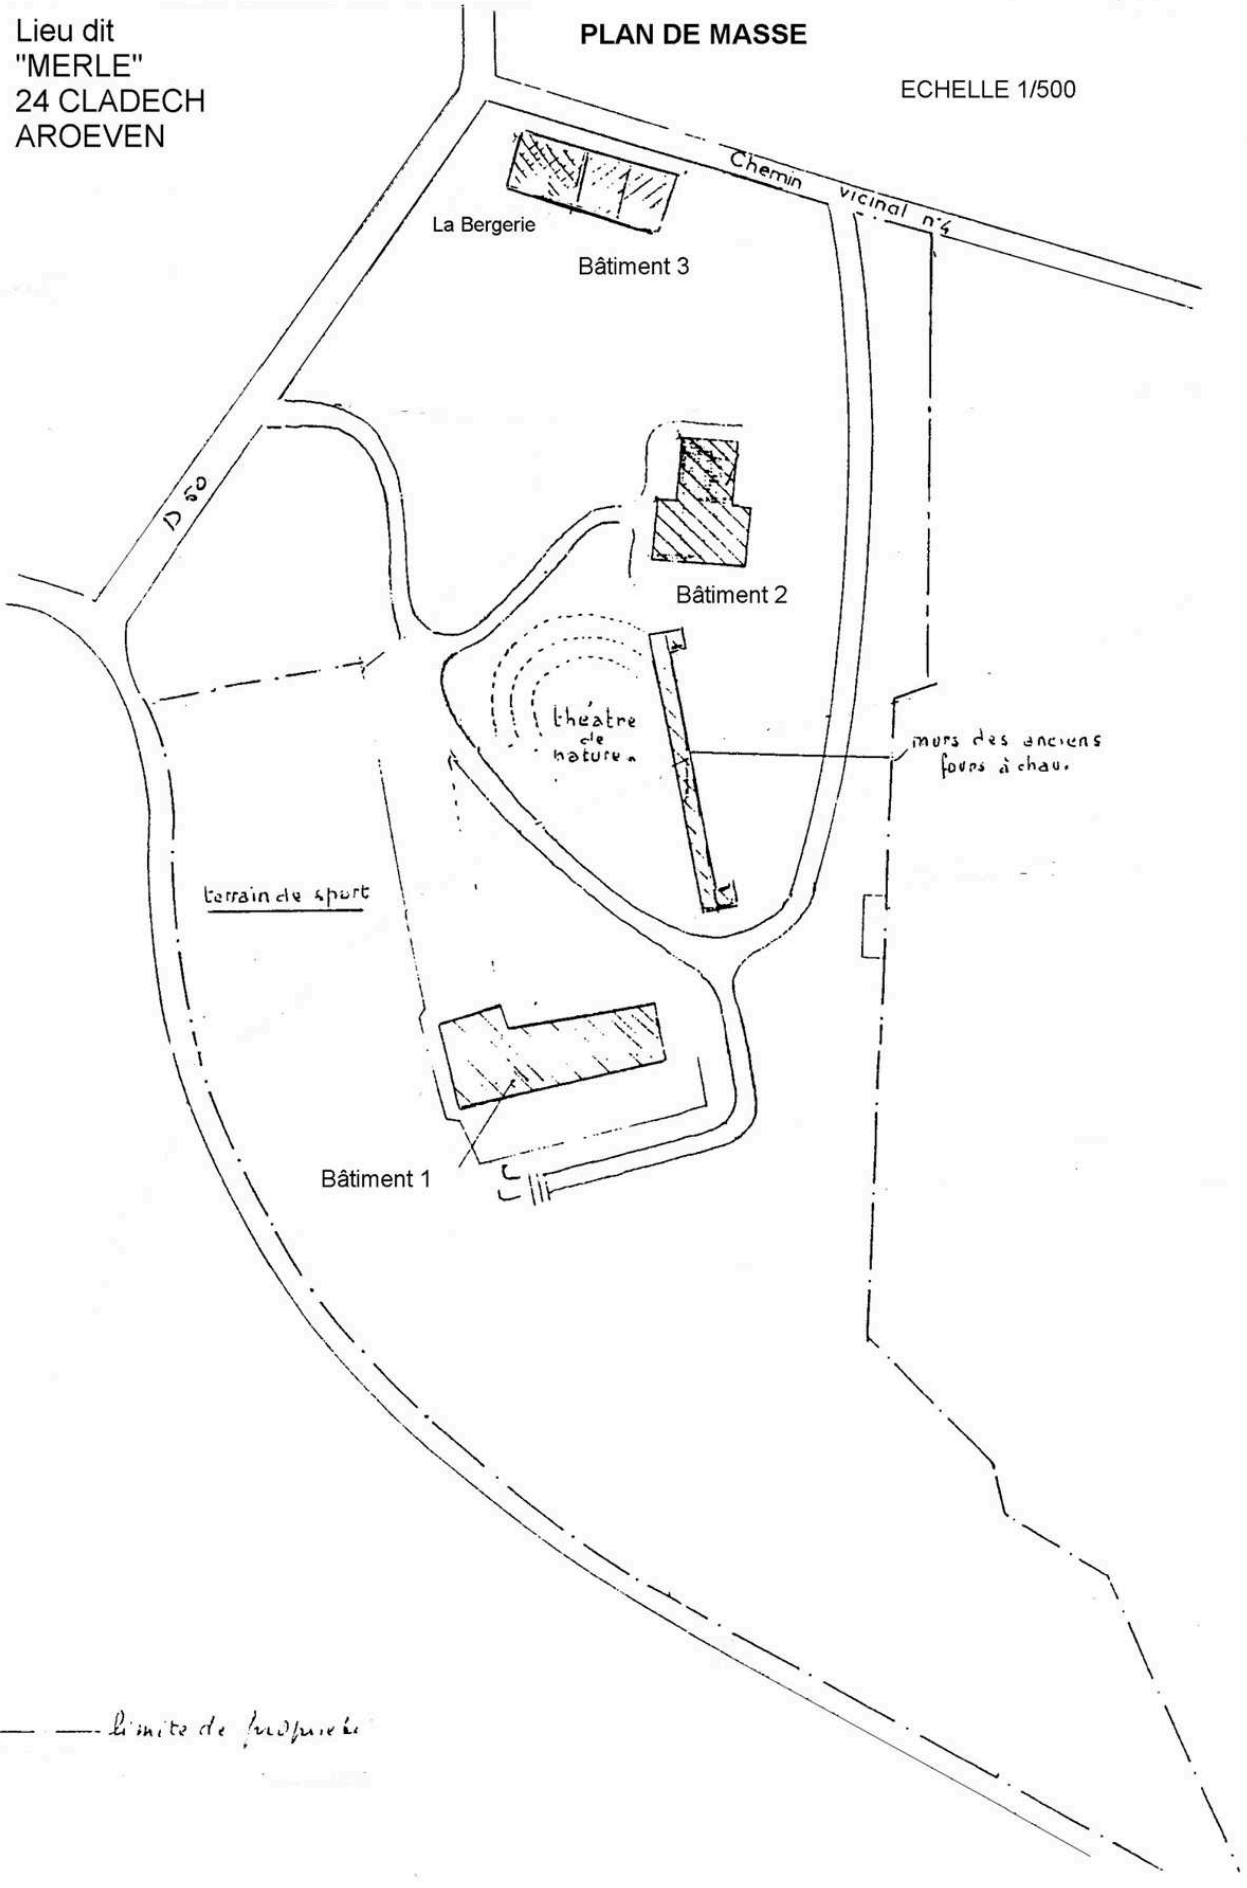 Lieu dit
"MERLE"
24 CLADECH
AROEVEN
PLAN DE MASSE
ECHELLE 1/500
Chemin vicinal n°4
La Bergerie
Bâtiment 3
D 50
Bâtiment 2
théatre
de
nature.
murs des anciens
fours à chau.
terrain de sport
Bâtiment 1
limite de propriété